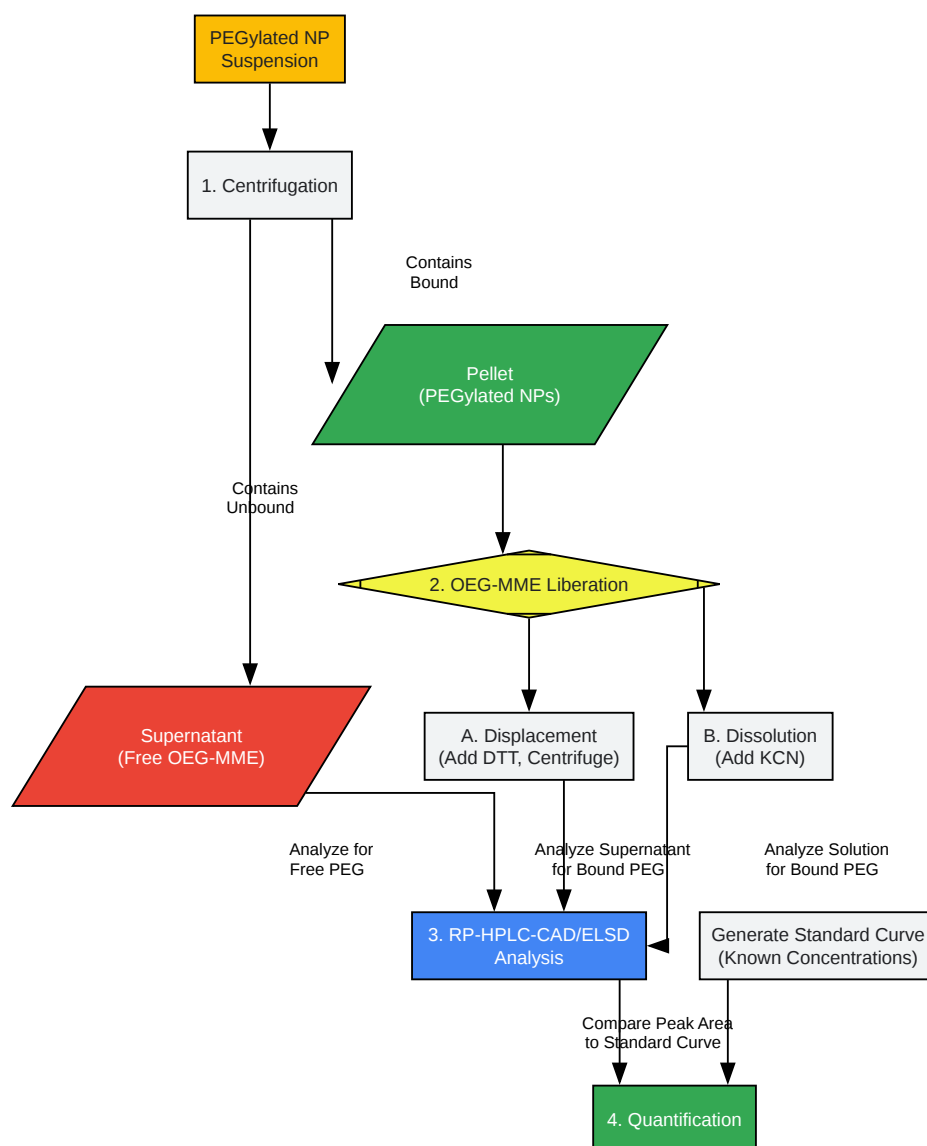 PEGylated NP
Suspension
1. Centrifugation
Contains
Bound
Pellet
(PEGylated NPs)
Contains
Unbound
2. OEG-MME Liberation
Supernatant
(Free OEG-MME)
A. Displacement
(Add DTT, Centrifuge)
B. Dissolution
(Add KCN)
Analyze for
Free PEG
Analyze Supernatant
for Bound PEG
Analyze Solution
for Bound PEG
3. RP-HPLC-CAD/ELSD
Analysis
Generate Standard Curve
(Known Concentrations)
Compare Peak Area
to Standard Curve
4. Quantification